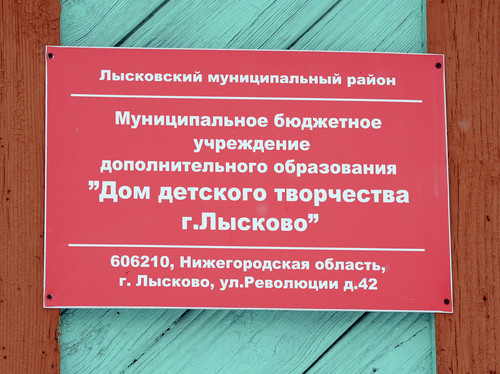 Лысковский муниципальный район
Муниципальное бюджетное
учреждение
дополнительного образования
”Дом детского творчества
г.Лысково”
606210, Нижегородская область,
г. Лысково, ул.Революции д.42